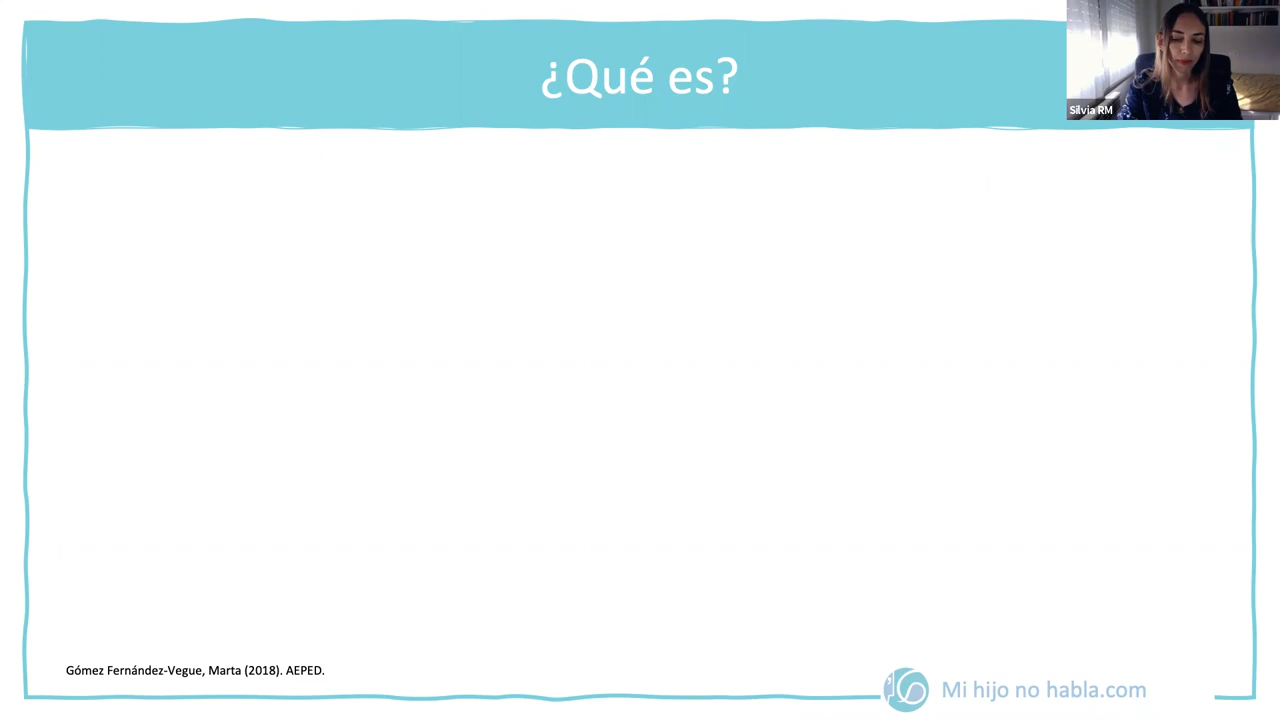 ¿Qué es?
Silvia RM
Gómez Fernández-Vegue, Marta (2018). AEPED.
Mi hijo no habla.com